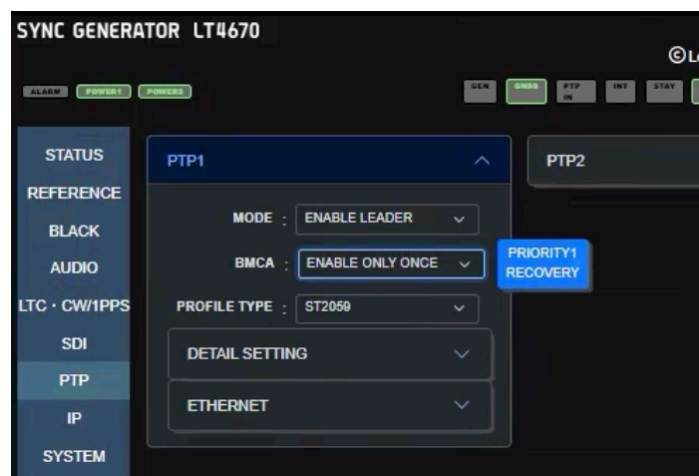 SYNC GENERATOR LT4670
ALARM POWER1 POWER2 GEN GNSS PTP IN INT STAY
STATUS
REFERENCE
BLACK
AUDIO
LTC・CW/1PPS
SDI
PTP
IP
SYSTEM
PTP1
MODE : ENABLE LEADER
BMCA : ENABLE ONLY ONCE
PRIORITY1
RECOVERY
PROFILE TYPE : ST2059
DETAIL SETTING
ETHERNET
PTP2